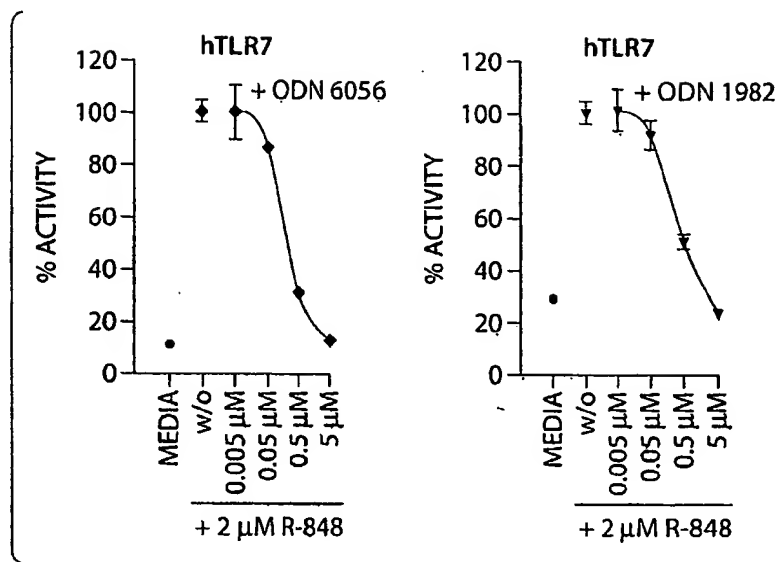 hTLR7
+ ODN 6056
% ACTIVITY
120
100
80
60
40
20
0
MEDIA
w/o
0.005 µM
0.05 µM
0.5 µM
5 µM
+ 2 µM R-848
hTLR7
+ ODN 1982
% ACTIVITY
120
100
80
60
40
20
0
MEDIA
w/o
0.005 µM
0.05 µM
0.5 µM
5 µM
+ 2 µM R-848